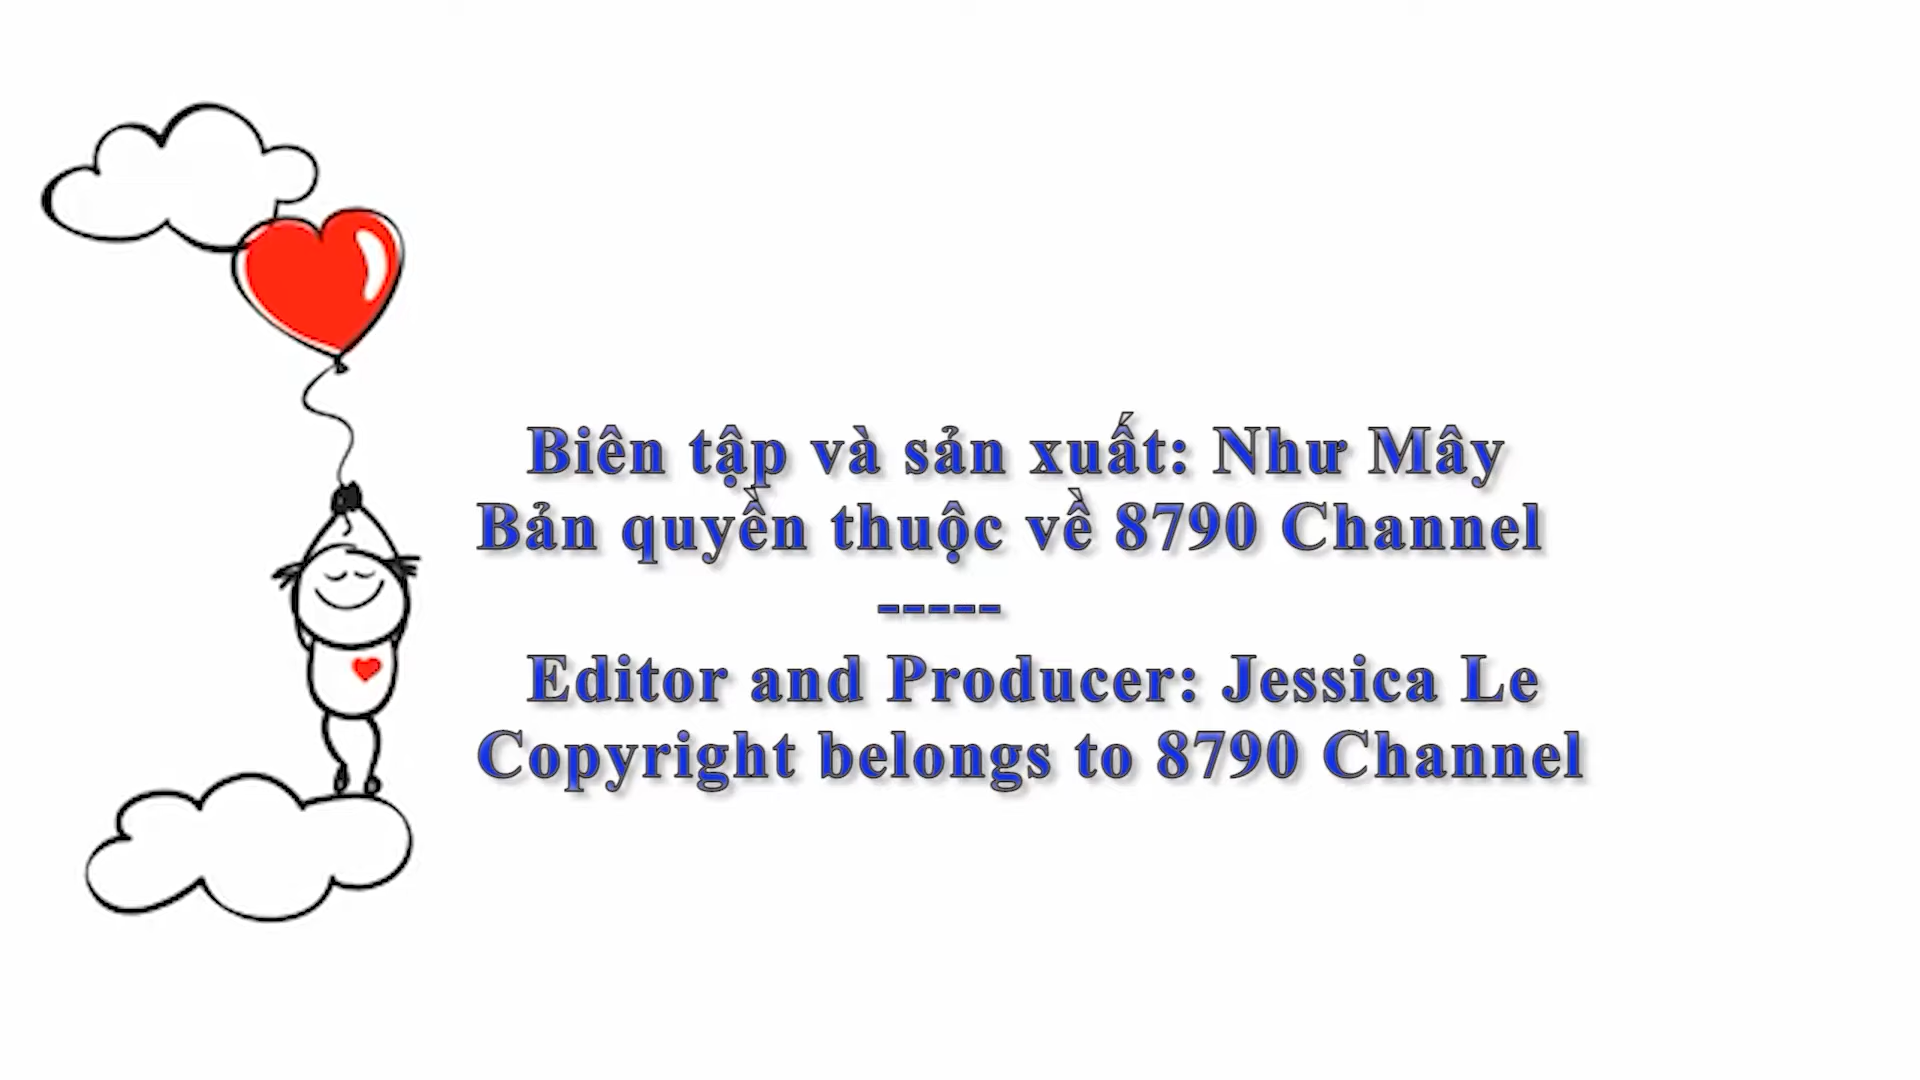 Biên tập và sản xuất: Như Mây
Bản quyền thuộc về 8790 Channel
-----
Editor and Producer: Jessica Le
Copyright belongs to 8790 Channel